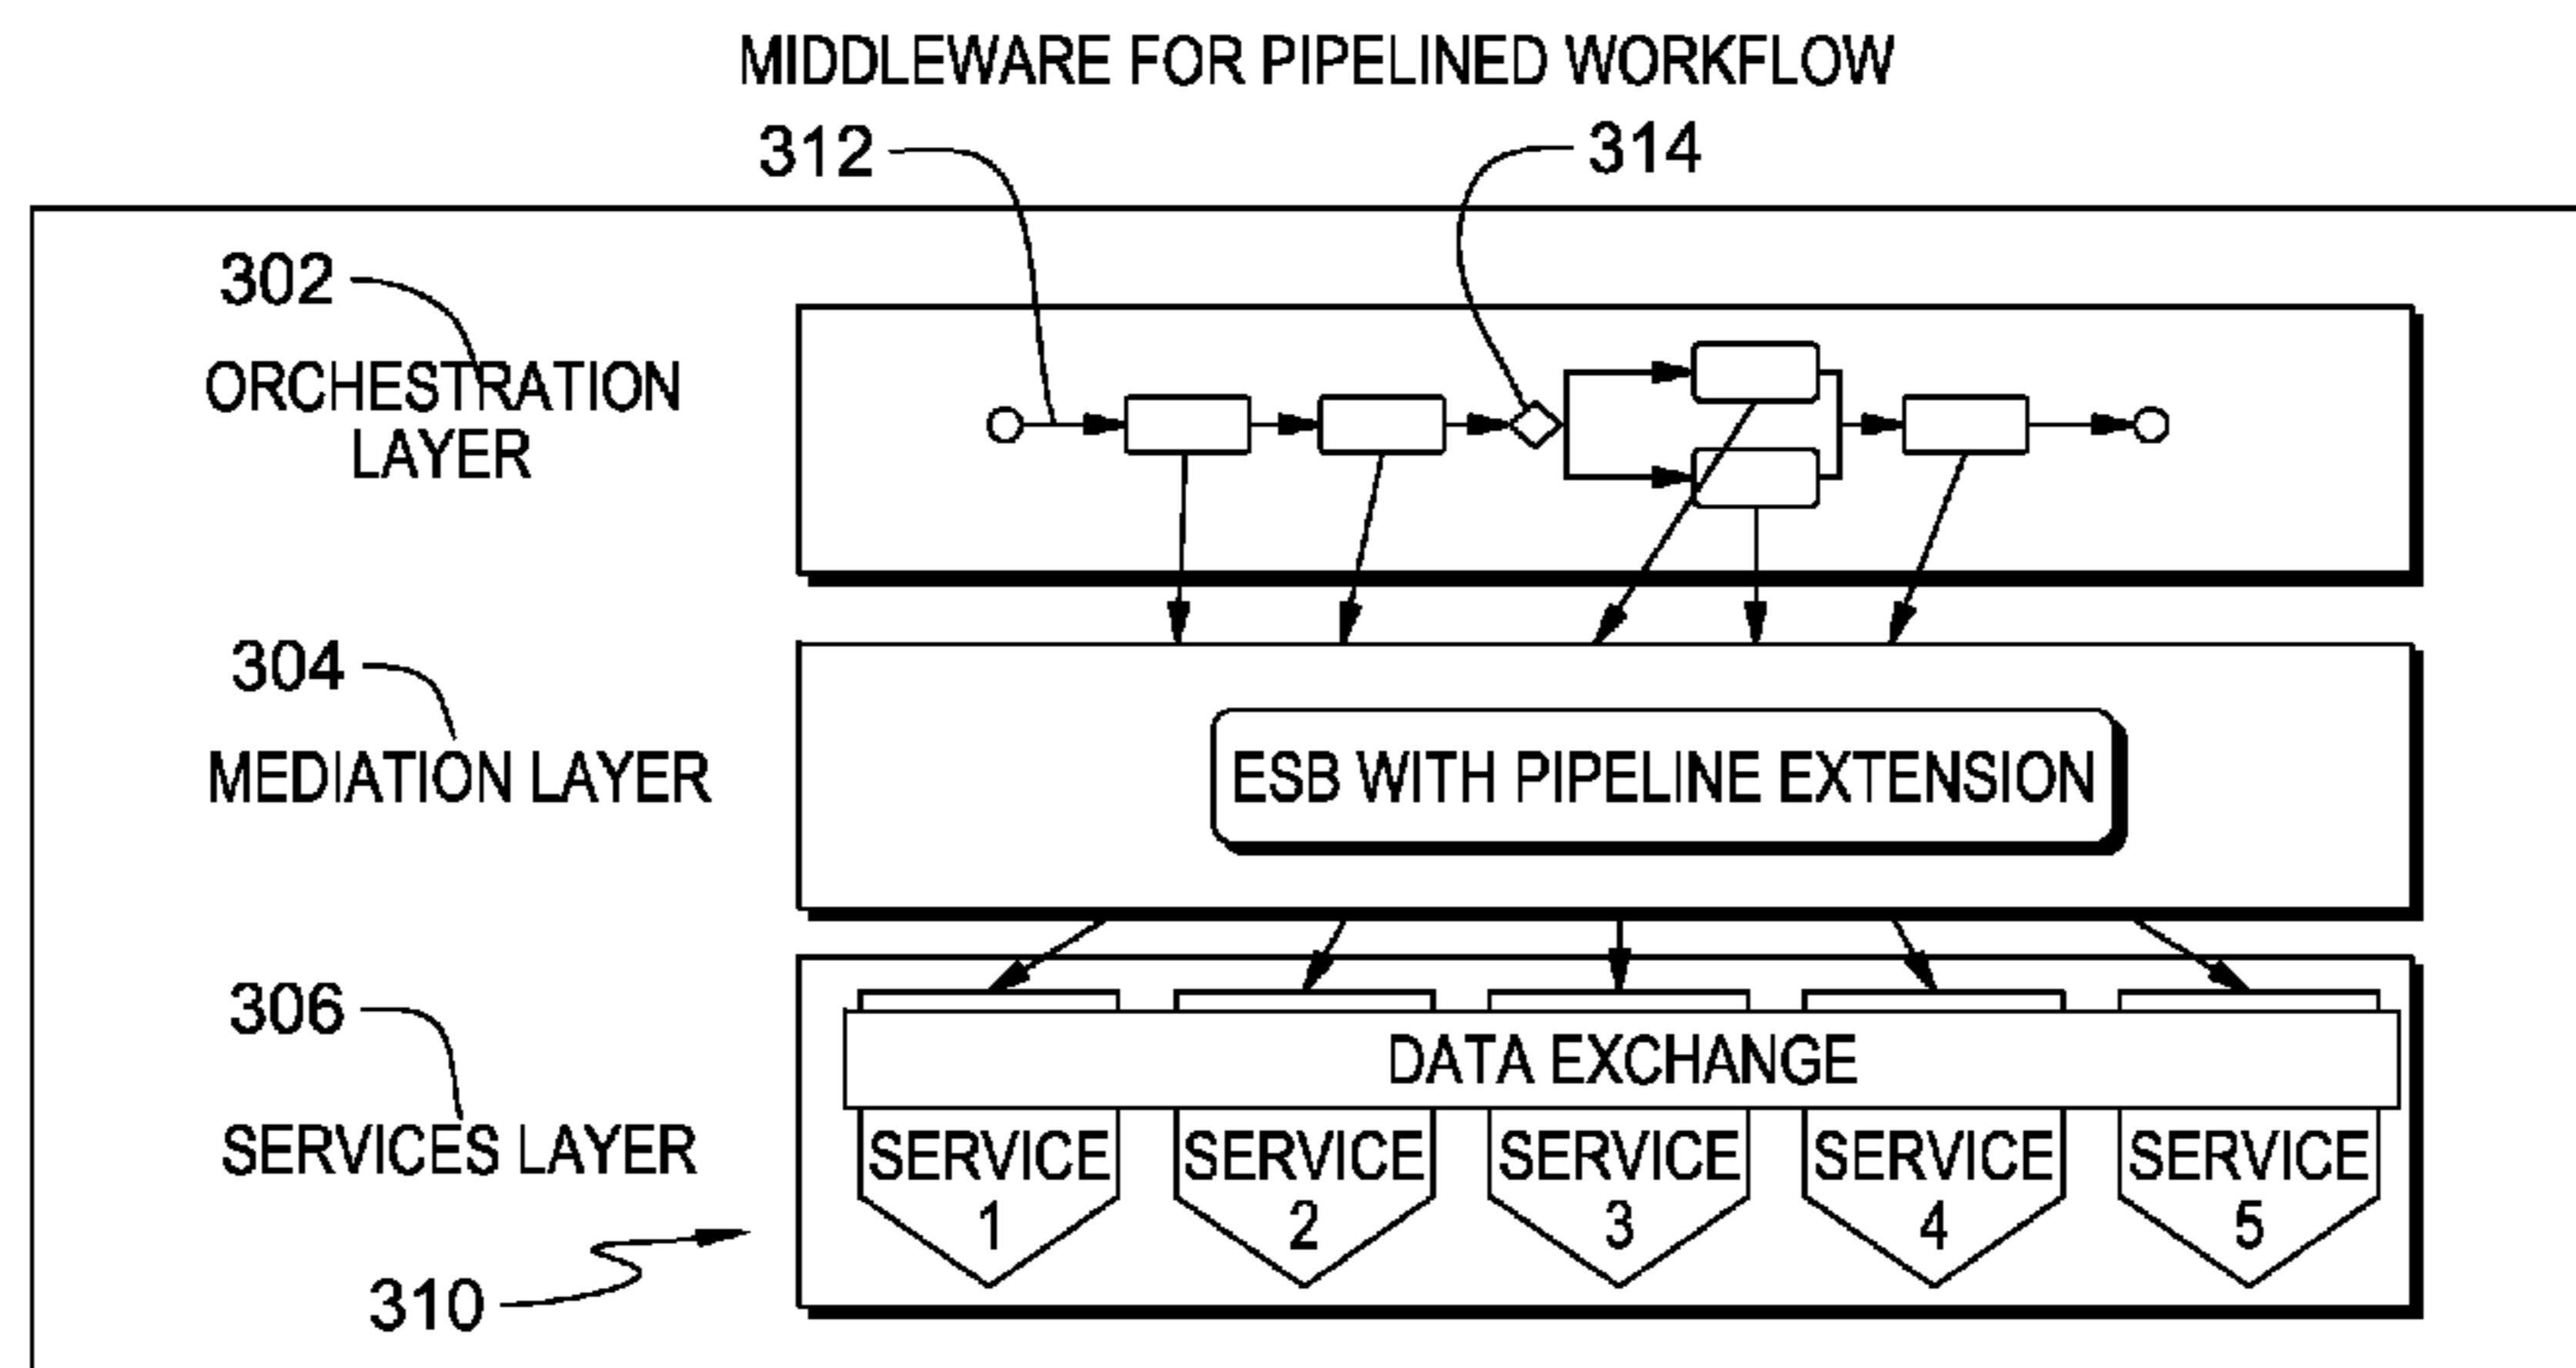 MIDDLEWARE FOR PIPELINED WORKFLOW
312
314
302
ORCHESTRATION
LAYER
304
MEDIATION LAYER
ESB WITH PIPELINE EXTENSION
306
SERVICES LAYER
DATA EXCHANGE
SERVICE
1
SERVICE
2
SERVICE
3
SERVICE
4
SERVICE
5
310